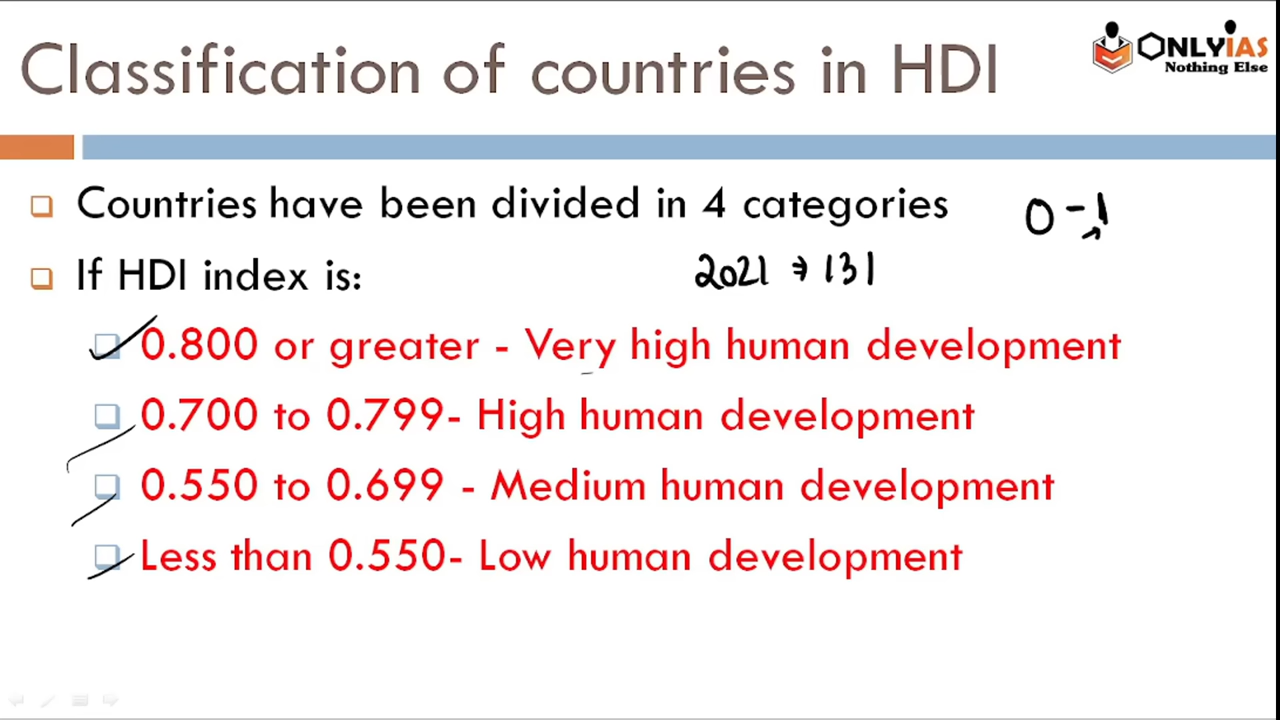 Classification of countries in HDI
ONLYIAS
Nothing Else
❑ Countries have been divided in 4 categories
0 - 1
❑ If HDI index is:
2021 ⇒ 131
❑ 0.800 or greater - Very high human development
❑ 0.700 to 0.799- High human development
❑ 0.550 to 0.699 - Medium human development
❑ Less than 0.550- Low human development